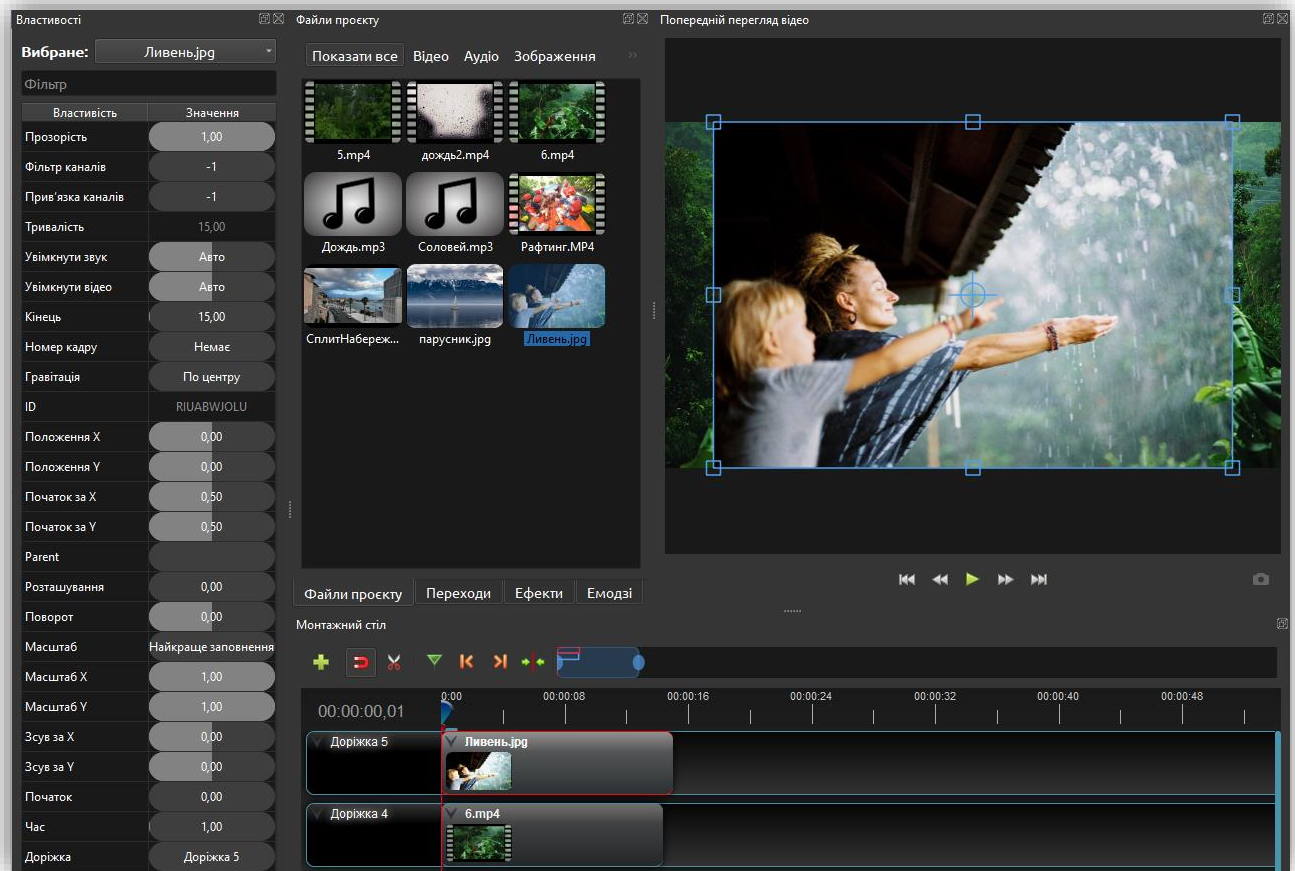 Властивості
Вибране: Ливень.jpg
Фільтр
Властивість Значення
Прозорість 1,00
Фільтр каналів -1
Прив'язка каналів -1
Тривалість 15,00
Увімкнути звук Авто
Увімкнути відео Авто
Кінець 15,00
Номер кадру Немає
Гравітація По центру
ID RIUABWJOLU
Положення X 0,00
Положення Y 0,00
Початок за X 0,50
Початок за Y 0,50
Parent
Розташування 0,00
Поворот 0,00
Масштаб Найкраще заповнення
Масштаб X 1,00
Масштаб Y 1,00
Зсув за X 0,00
Зсув за Y 0,00
Початок 0,00
Час 1,00
Доріжка Доріжка 5
Файли проєкту
Показати все Відео Аудіо Зображення
5.mp4 дождь2.mp4 6.mp4
Дождь.mp3 Соловей.mp3 Рафтинг.MP4
СплитНабереж... парусник.jpg Ливень.jpg
Файли проєкту Переходи Ефекти Емодзі
Попередній перегляд відео
Монтажний стіл
00:00:00,01
0:00 00:00:08 00:00:16 00:00:24 00:00:32 00:00:40 00:00:48
Доріжка 5 Ливень.jpg
Доріжка 4 6.mp4